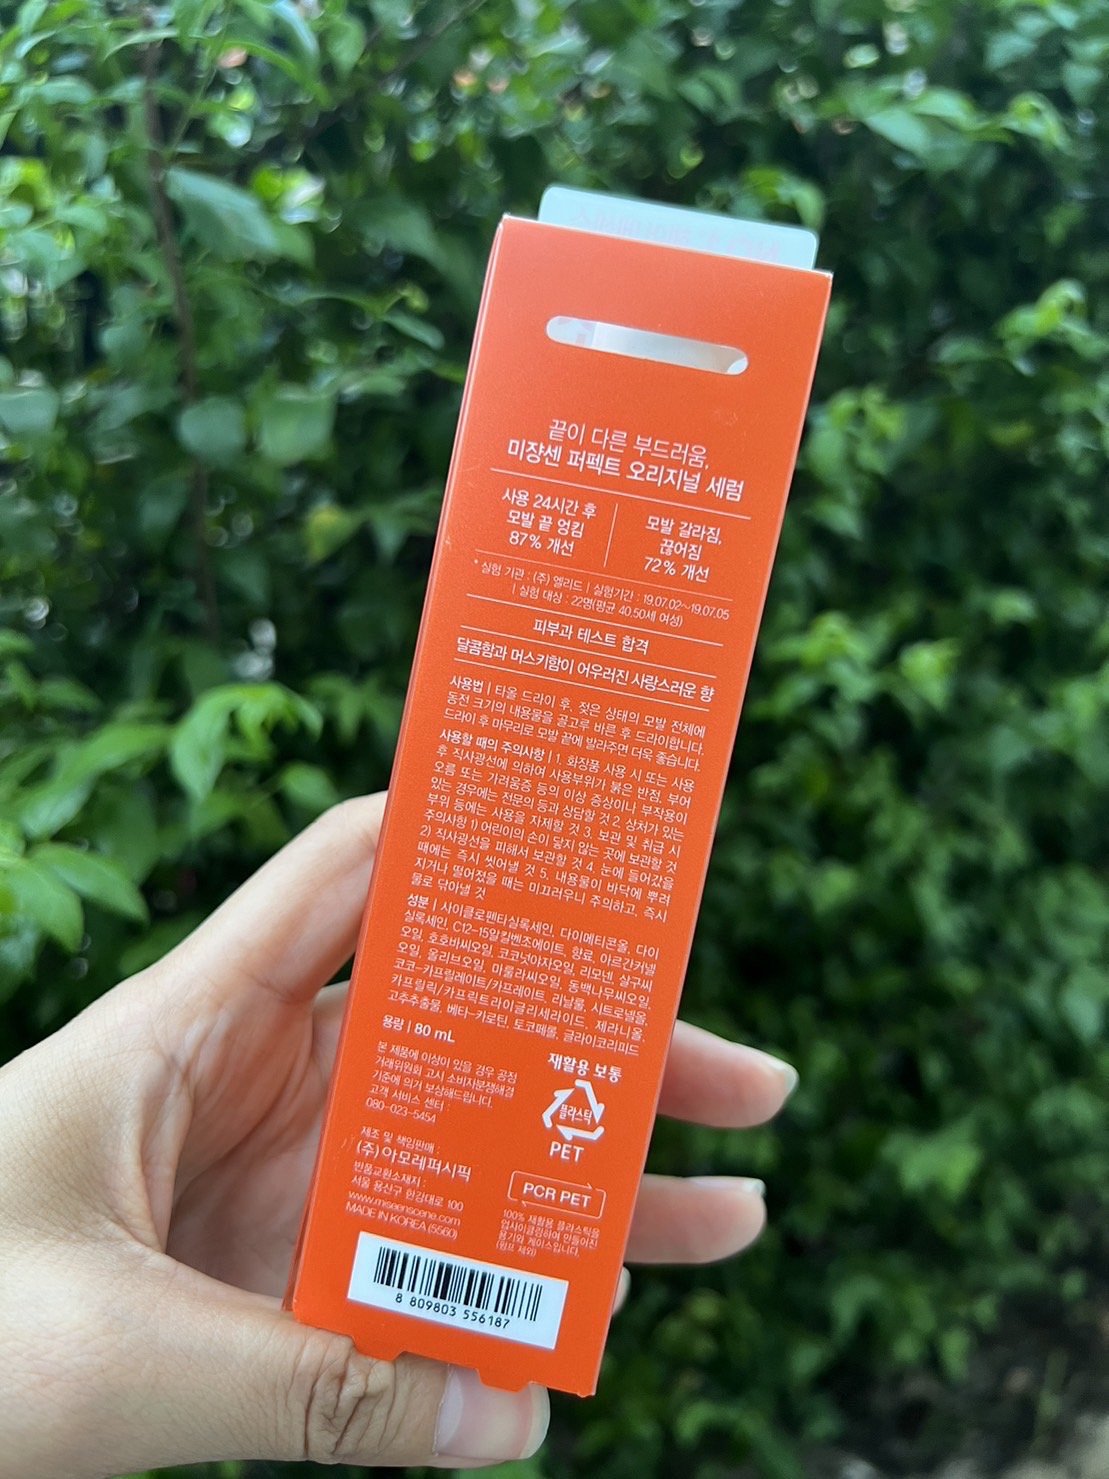 끝이 다른 부드러움,
미쟝센 퍼펙트 오리지널 세럼
사용 24시간 후
모발 끝 엉킴
87% 개선
모발 갈라짐,
끊어짐
72% 개선
* 실험 기관 : (주) 엘리드 | 실험기간 : 19.07.02~19.07.05
| 실험 대상 : 22명(평균 40.50세 여성)
피부과 테스트 합격
달콤함과 머스키함이 어우러진 사랑스러운 향
사용법 | 타올 드라이 후, 젖은 상태의 모발 전체에
동전 크기의 내용물을 골고루 바른 후 드라이합니다.
드라이 후 마무리로 모발 끝에 발라주면 더욱 좋습니다.
사용할 때의 주의사항 | 1. 화장품 사용 시 또는 사용
후 직사광선에 의하여 사용부위가 붉은 반점, 부어
오름 또는 가려움증 등의 이상 증상이나 부작용이
있는 경우에는 전문의 등과 상담할 것 2. 상처가 있는
부위 등에는 사용을 자제할 것 3. 보관 및 취급 시
주의사항 1) 어린이의 손이 닿지 않는 곳에 보관할 것
2) 직사광선을 피해서 보관할 것 4. 눈에 들어갔을
때에는 즉시 씻어낼 것 5. 내용물이 바닥에 뿌려
지거나 떨어졌을 때는 미끄러우니 주의하고, 즉시
물로 닦아낼 것
성분 | 사이클로펜타실록세인, 다이메티콘올, 다이
실록세인, C12-15알킬벤조에이트, 향료, 아르간커넬
오일, 호호바씨오일, 코코넛야자오일, 리모넨, 살구씨
오일, 올리브오일, 마룰라씨오일, 동백나무씨오일,
코코-카프릴레이트/카프레이트, 리날룰, 시트로넬올,
카프릴릭/카프릭트라이글리세라이드, 제라니올,
고추추출물, 베타-카로틴, 토코페롤, 글라이코리피드
용량 | 80 mL
본 제품에 이상이 있을 경우 공정
거래위원회 고시 소비자분쟁해결
기준에 의거 보상해드립니다.
고객 서비스 센터 :
080-023-5454
제조 및 책임판매 :
(주)아모레퍼시픽
반품교환소재지 :
서울 용산구 한강대로 100
www.miseenscene.com
MADE IN KOREA (5560)
재활용 보통
플라스틱
PET
PCR PET
100% 재활용 플라스틱을
업사이클링하여 만들어진
용기와 케이스입니다.
(펌프 제외)
8 809803 556187